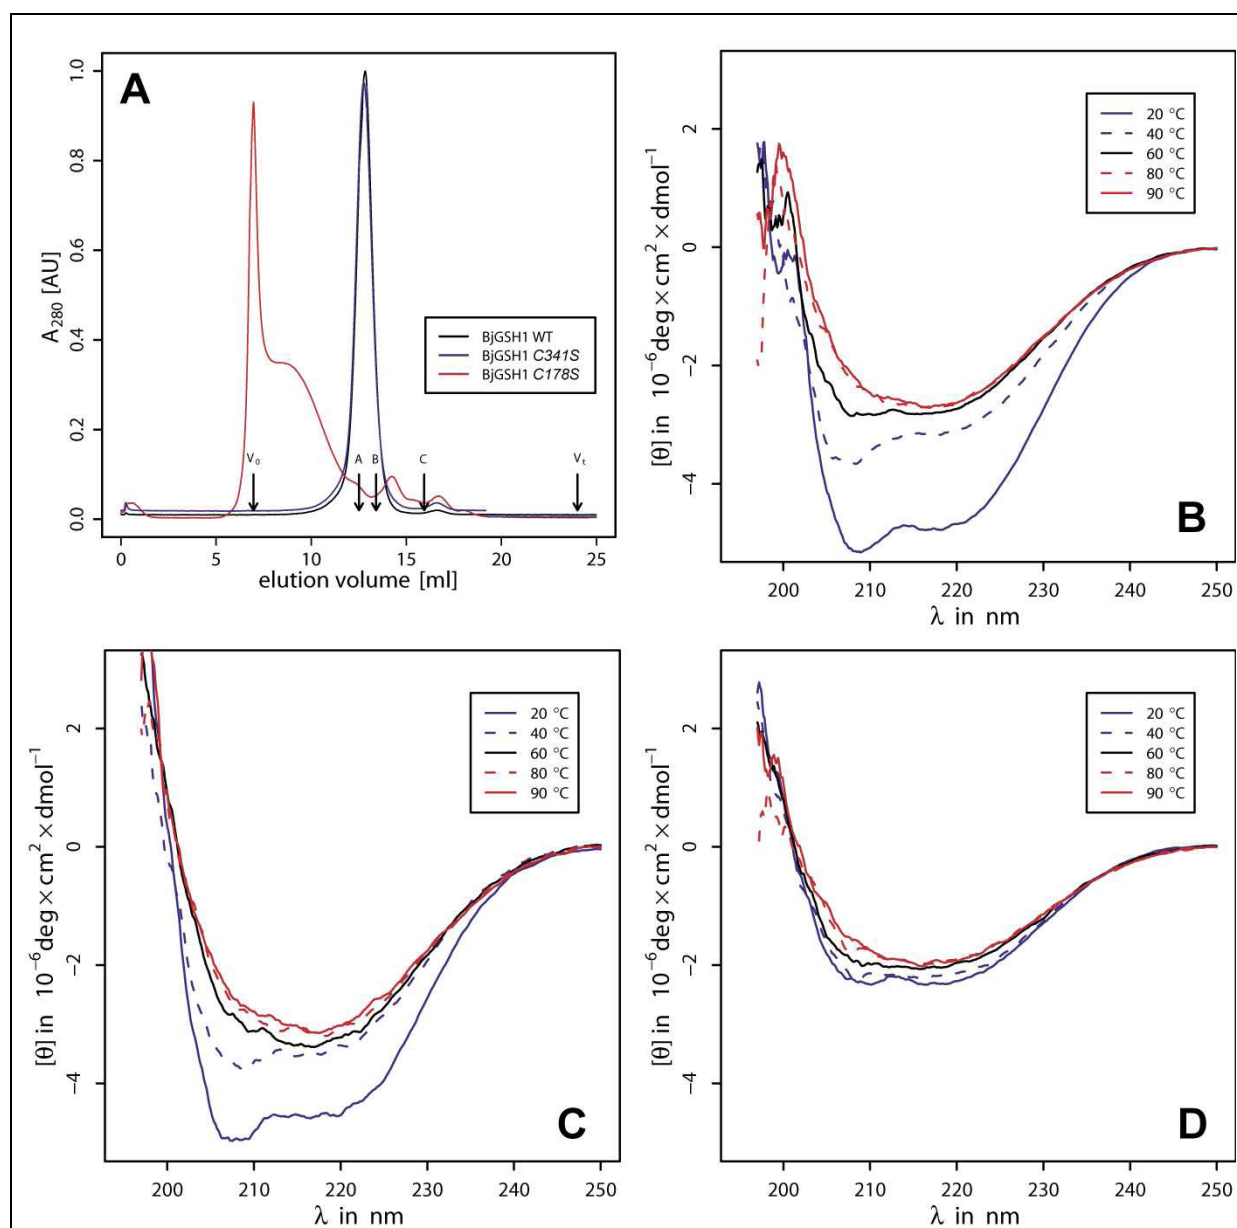 A
1.0
0.8
0.6
0.4
0.2
0.0
A₂₈₀ [AU]
BjGSH1 WT
BjGSH1 C341S
BjGSH1 C178S
V₀
A
B
C
Vₜ
0 5 10 15 20 25
elution volume [ml]
20 °C
40 °C
60 °C
80 °C
90 °C
2
0
−2
−4
[θ] in 10⁻⁶deg×cm²×dmol⁻¹
B
200 210 220 230 240 250
λ in nm
20 °C
40 °C
60 °C
80 °C
90 °C
2
0
−2
−4
[θ] in 10⁻⁶deg×cm²×dmol⁻¹
C
200 210 220 230 240 250
λ in nm
20 °C
40 °C
60 °C
80 °C
90 °C
2
0
−2
−4
[θ] in 10⁻⁶deg×cm²×dmol⁻¹
D
200 210 220 230 240 250
λ in nm